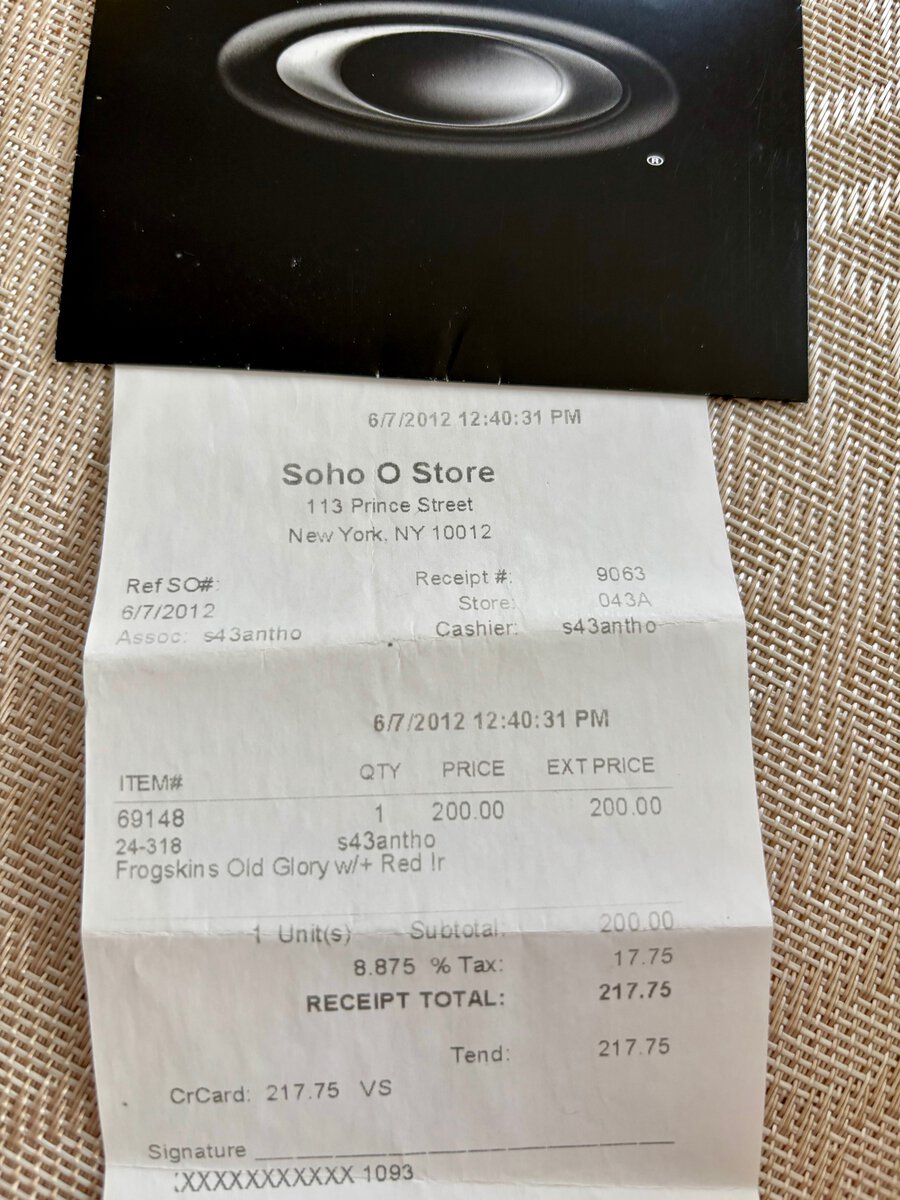 ®
6/7/2012 12:40:31 PM
Soho O Store
113 Prince Street
New York, NY 10012
Ref SO#: Receipt #: 9063
6/7/2012 Store: 043A
Assoc: s43antho Cashier: s43antho
6/7/2012 12:40:31 PM
ITEM# QTY PRICE EXT PRICE
69148 1 200.00 200.00
24-318 s43antho
Frogskins Old Glory w/+ Red Ir
1 Unit(s) Subtotal: 200.00
8.875 % Tax: 17.75
RECEIPT TOTAL: 217.75
Tend: 217.75
CrCard: 217.75 VS
Signature
XXXXXXXXXXXX 1093